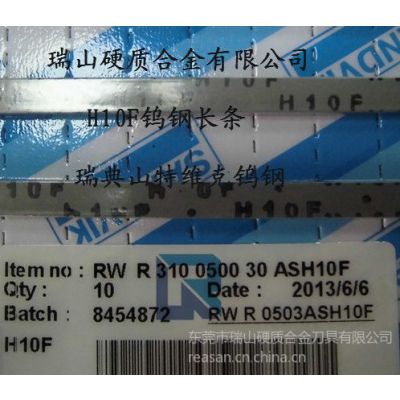 瑞山硬质合金有限公司
SANDVIK
H10F
H10F钨钢长条
瑞典山特维克钨钢
H10F
H10F
Item no : RW R 310 0500 30 ASH10F
Qty : 10 Date : 2013/6/6
Batch : 8454872 RW R 0503ASH10F
H10F
东莞市瑞山硬质合金刀具有限公司
reasan.cn.china.cn